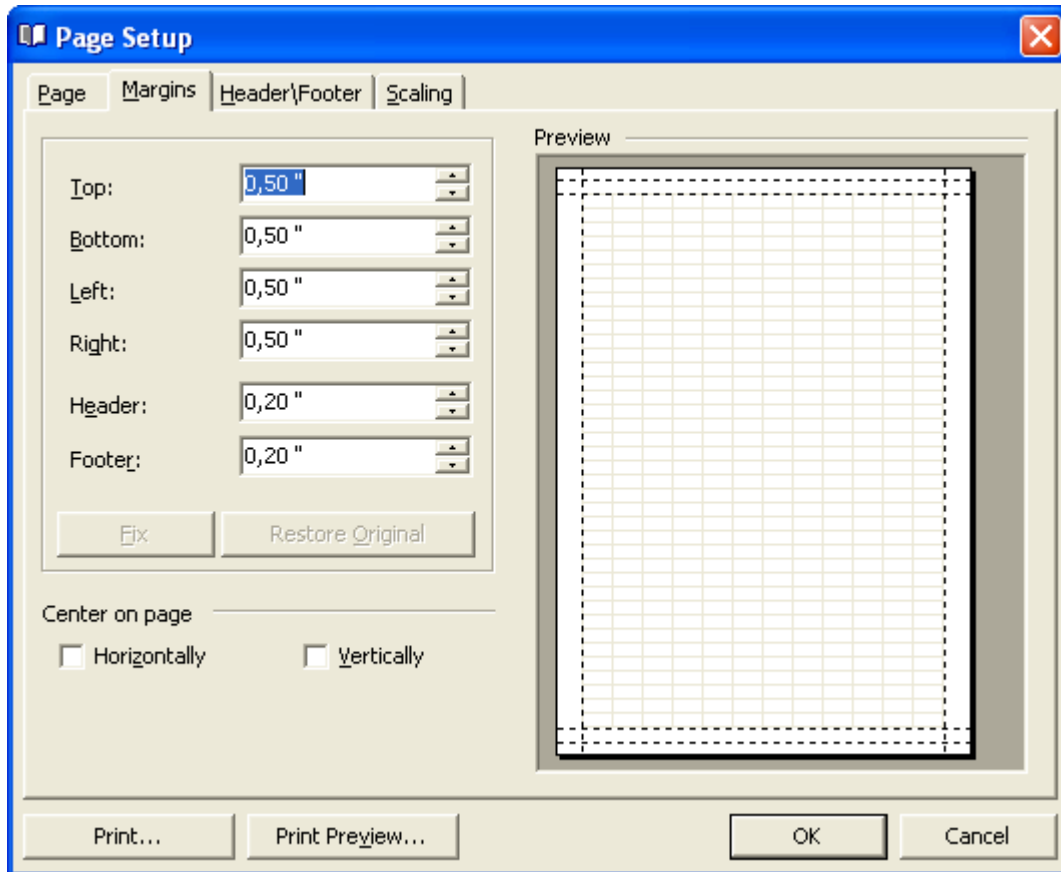 Page Setup
Page Margins Header\Footer Scaling
Preview
Top: 0,50 "
Bottom: 0,50 "
Left: 0,50 "
Right: 0,50 "
Header: 0,20 "
Footer: 0,20 "
Fix Restore Original
Center on page
Horizontally Vertically
Print... Print Preview... OK Cancel